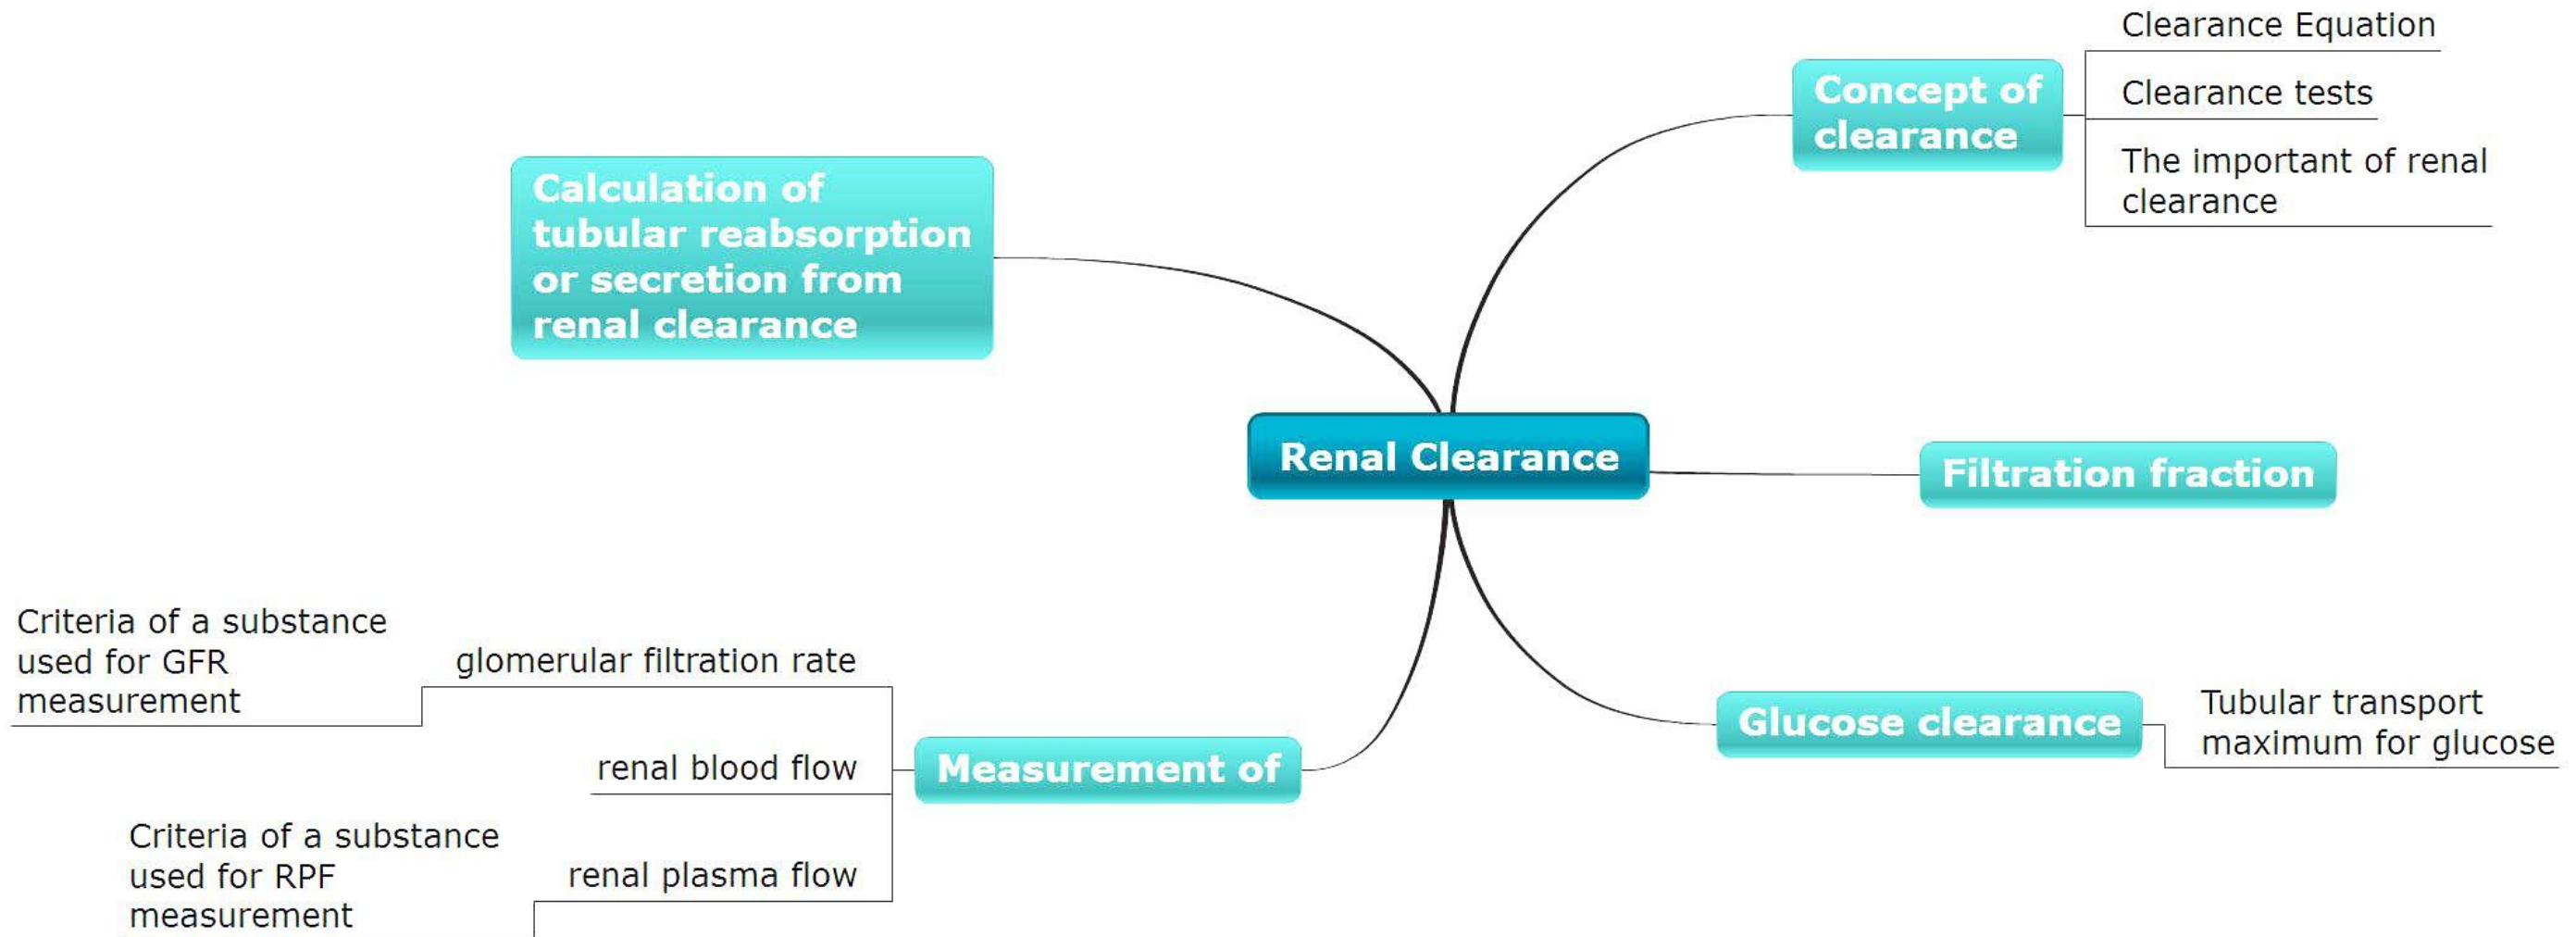 Clearance Equation
Concept of
clearance
Clearance tests
The important of renal
clearance
Calculation of
tubular reabsorption
or secretion from
renal clearance
Renal Clearance
Filtration fraction
Criteria of a substance
used for GFR
measurement
glomerular filtration rate
renal blood flow
Criteria of a substance
used for RPF
measurement
renal plasma flow
Measurement of
Glucose clearance
Tubular transport
maximum for glucose